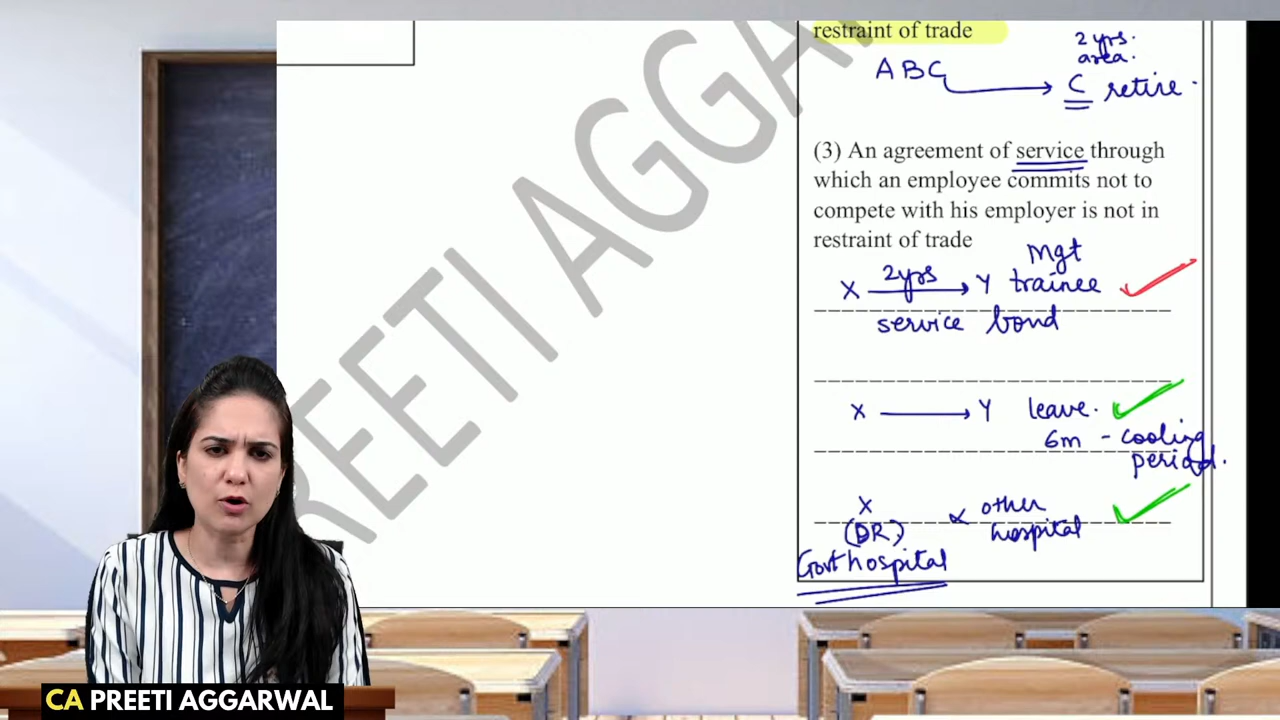 restraint of trade
2 yrs.
area.
ABC → C retire.
(3) An agreement of service through
which an employee commits not to
compete with his employer is not in
restraint of trade
Mgt
X 2yrs → Y trainee
service bond
X → Y leave.
6m - cooling
period.
X other
(DR) hospital
Govt hospital
PREETI AGGA
CA PREETI AGGARWAL